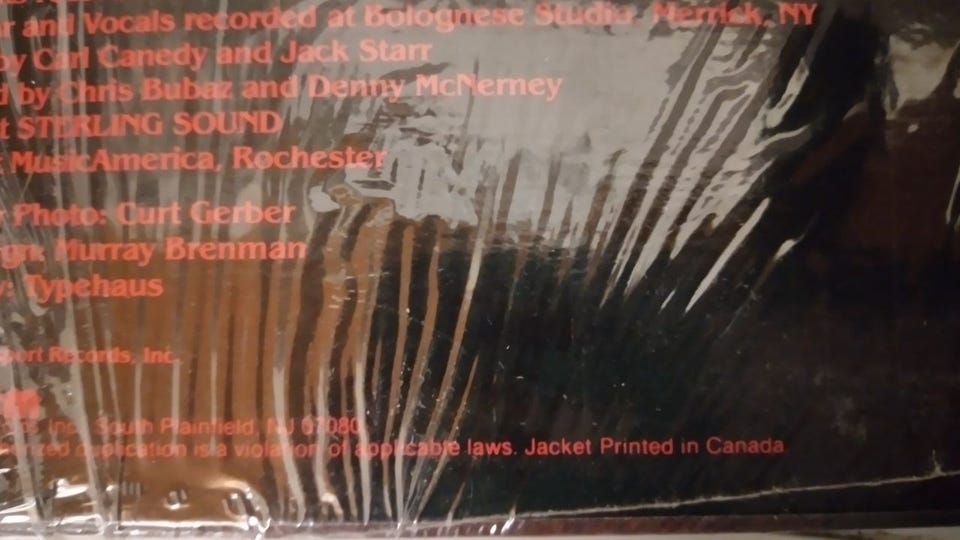 r and Vocals recorded at Bolognese Studio, Merrick, NY
by Carl Canedy and Jack Starr
d by Chris Bubaz and Denny McNerney
t STERLING SOUND
t MusicAmerica, Rochester
r Photo: Curt Gerber
gn: Murray Brenman
y: Typehaus
port Records, Inc.
Inc. South Plainfield, NJ 07080
duplication is a violation of applicable laws. Jacket Printed in Canada